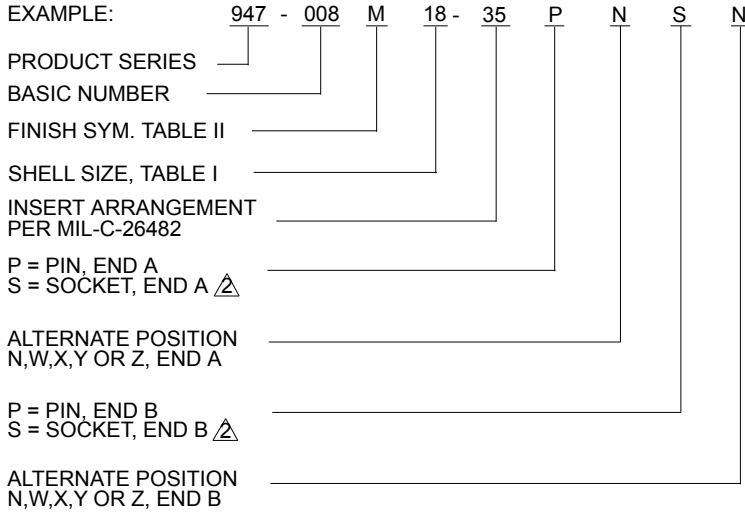 EXAMPLE: 947 - 008 M 18 - 35 P N S N
PRODUCT SERIES
BASIC NUMBER
FINISH SYM. TABLE II
SHELL SIZE, TABLE I
INSERT ARRANGEMENT
PER MIL-C-26482
P = PIN, END A
S = SOCKET, END A 2
ALTERNATE POSITION
N,W,X,Y OR Z, END A
P = PIN, END B
S = SOCKET, END B 2
ALTERNATE POSITION
N,W,X,Y OR Z, END B